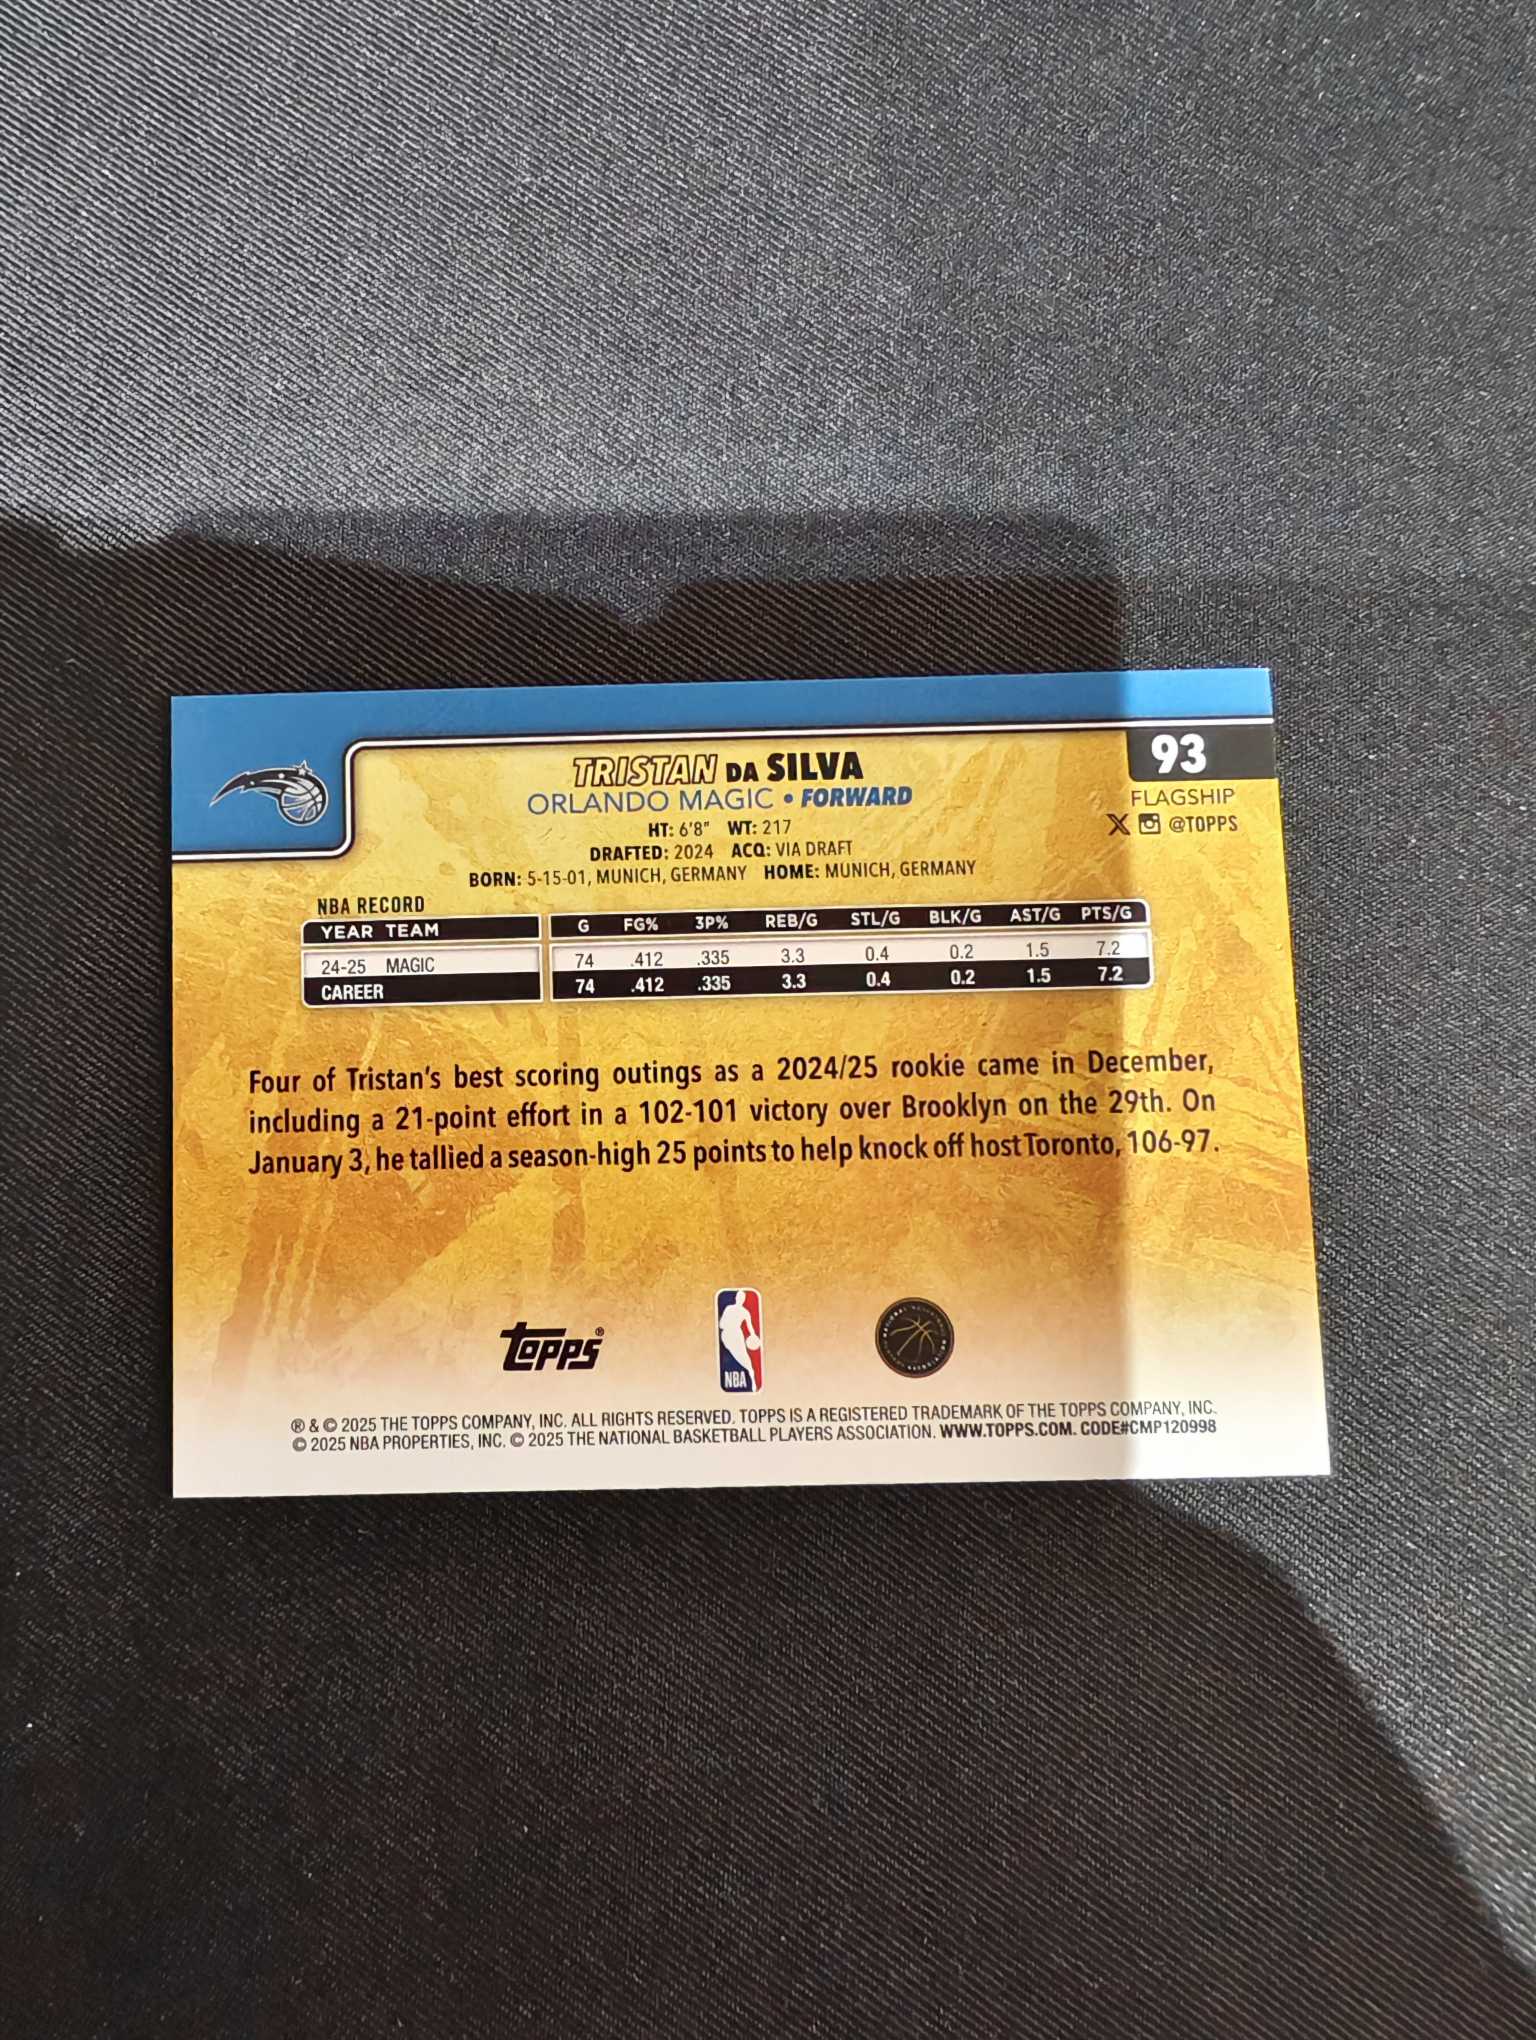 93
TRISTAN DA SILVA
ORLANDO MAGIC • FORWARD
FLAGSHIP
HT: 6'8" WT: 217
X @TOPPS
DRAFTED: 2024 ACQ: VIA DRAFT
BORN: 5-15-01, MUNICH, GERMANY HOME: MUNICH, GERMANY
NBA RECORD
YEAR TEAM G FG% 3P% REB/G STL/G BLK/G AST/G PTS/G
24-25 MAGIC 74 .412 .335 3.3 0.4 0.2 1.5 7.2
CAREER 74 .412 .335 3.3 0.4 0.2 1.5 7.2
Four of Tristan's best scoring outings as a 2024/25 rookie came in December,
including a 21-point effort in a 102-101 victory over Brooklyn on the 29th. On
January 3, he tallied a season-high 25 points to help knock off host Toronto, 106-97.
TOPPS®
NBA
® & © 2025 THE TOPPS COMPANY, INC. ALL RIGHTS RESERVED. TOPPS IS A REGISTERED TRADEMARK OF THE TOPPS COMPANY, INC.
© 2025 NBA PROPERTIES, INC. © 2025 THE NATIONAL BASKETBALL PLAYERS ASSOCIATION. WWW.TOPPS.COM. CODE#CMP120998